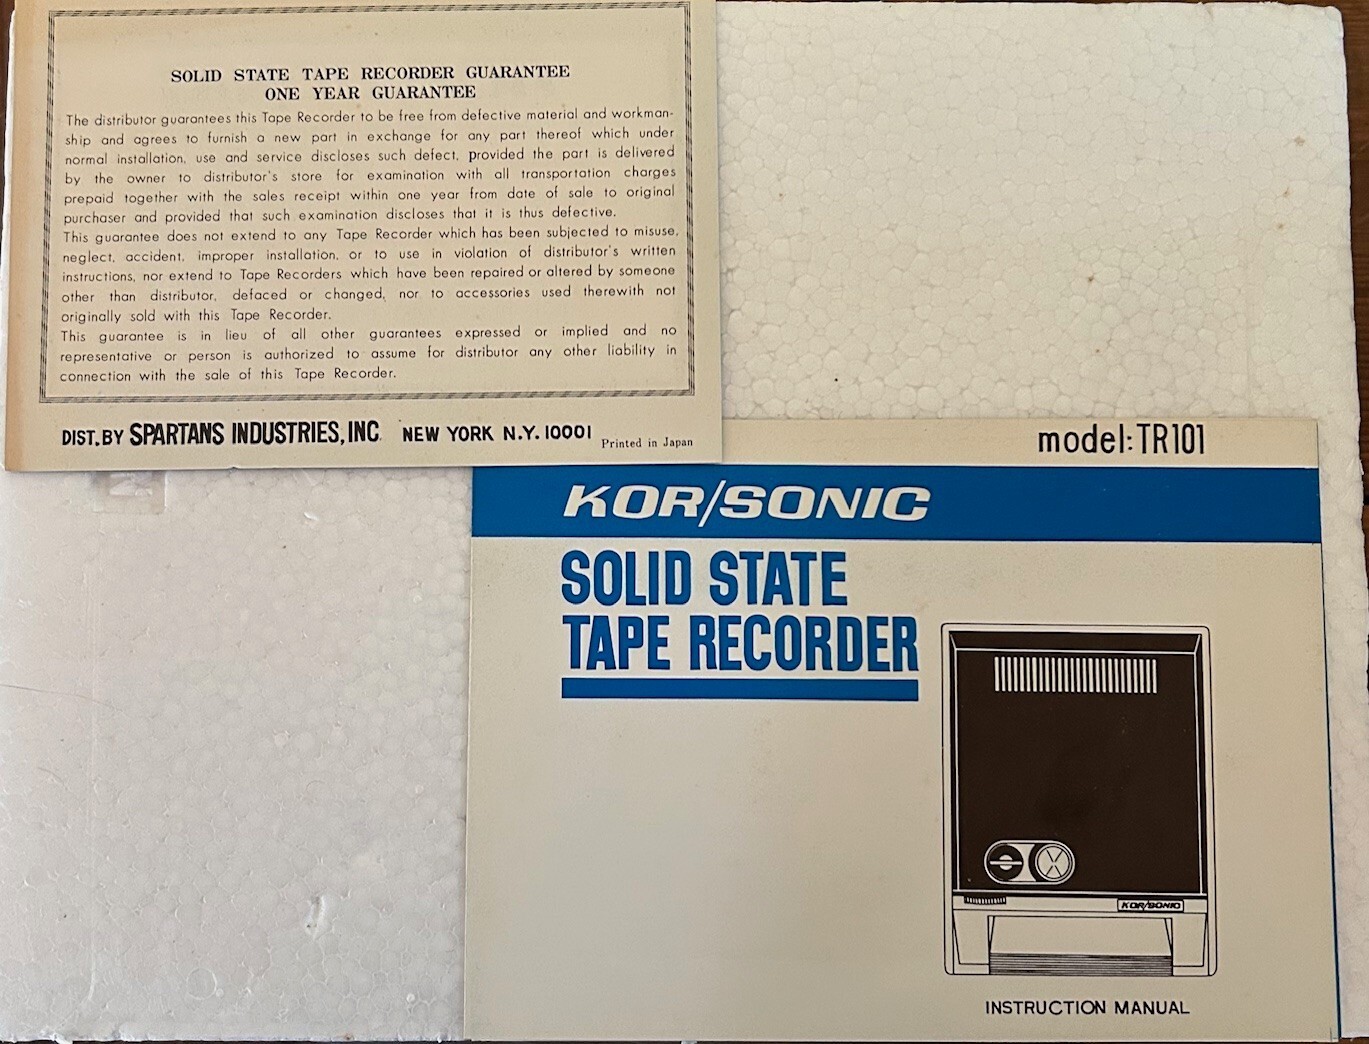 SOLID STATE TAPE RECORDER GUARANTEE
ONE YEAR GUARANTEE
The distributor guarantees this Tape Recorder to be free from defective material and workman-
ship and agrees to furnish a new part in exchange for any part thereof which under
normal installation, use and service discloses such defect, provided the part is delivered
by the owner to distributor's store for examination with all transportation charges
prepaid together with the sales receipt within one year from date of sale to original
purchaser and provided that such examination discloses that it is thus defective.
This guarantee does not extend to any Tape Recorder which has been subjected to misuse,
neglect, accident, improper installation, or to use in violation of distributor's written
instructions, nor extend to Tape Recorders which have been repaired or altered by someone
other than distributor, defaced or changed, nor to accessories used therewith not
originally sold with this Tape Recorder.
This guarantee is in lieu of all other guarantees expressed or implied and no
representative or person is authorized to assume for distributor any other liability in
connection with the sale of this Tape Recorder.
DIST. BY SPARTANS INDUSTRIES, INC. NEW YORK N.Y. 10001 Printed in Japan
model: TR101
KOR/SONIC
SOLID STATE
TAPE RECORDER
KOR/SONIC
INSTRUCTION MANUAL